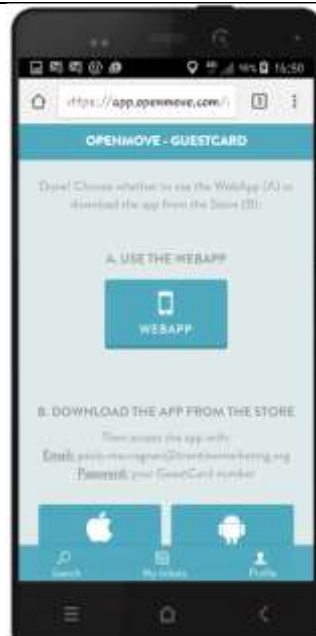 16:50
https://app.openmove.com/
OPENMOVE - GUESTCARD
Done! Choose whether to use the WebApp (A) or
download the app from the Store (B):
A. USE THE WEBAPP
WEBAPP
B. DOWNLOAD THE APP FROM THE STORE
Then access the app with:
Email:
Password: your GuestCard number
Search My tickets Profile